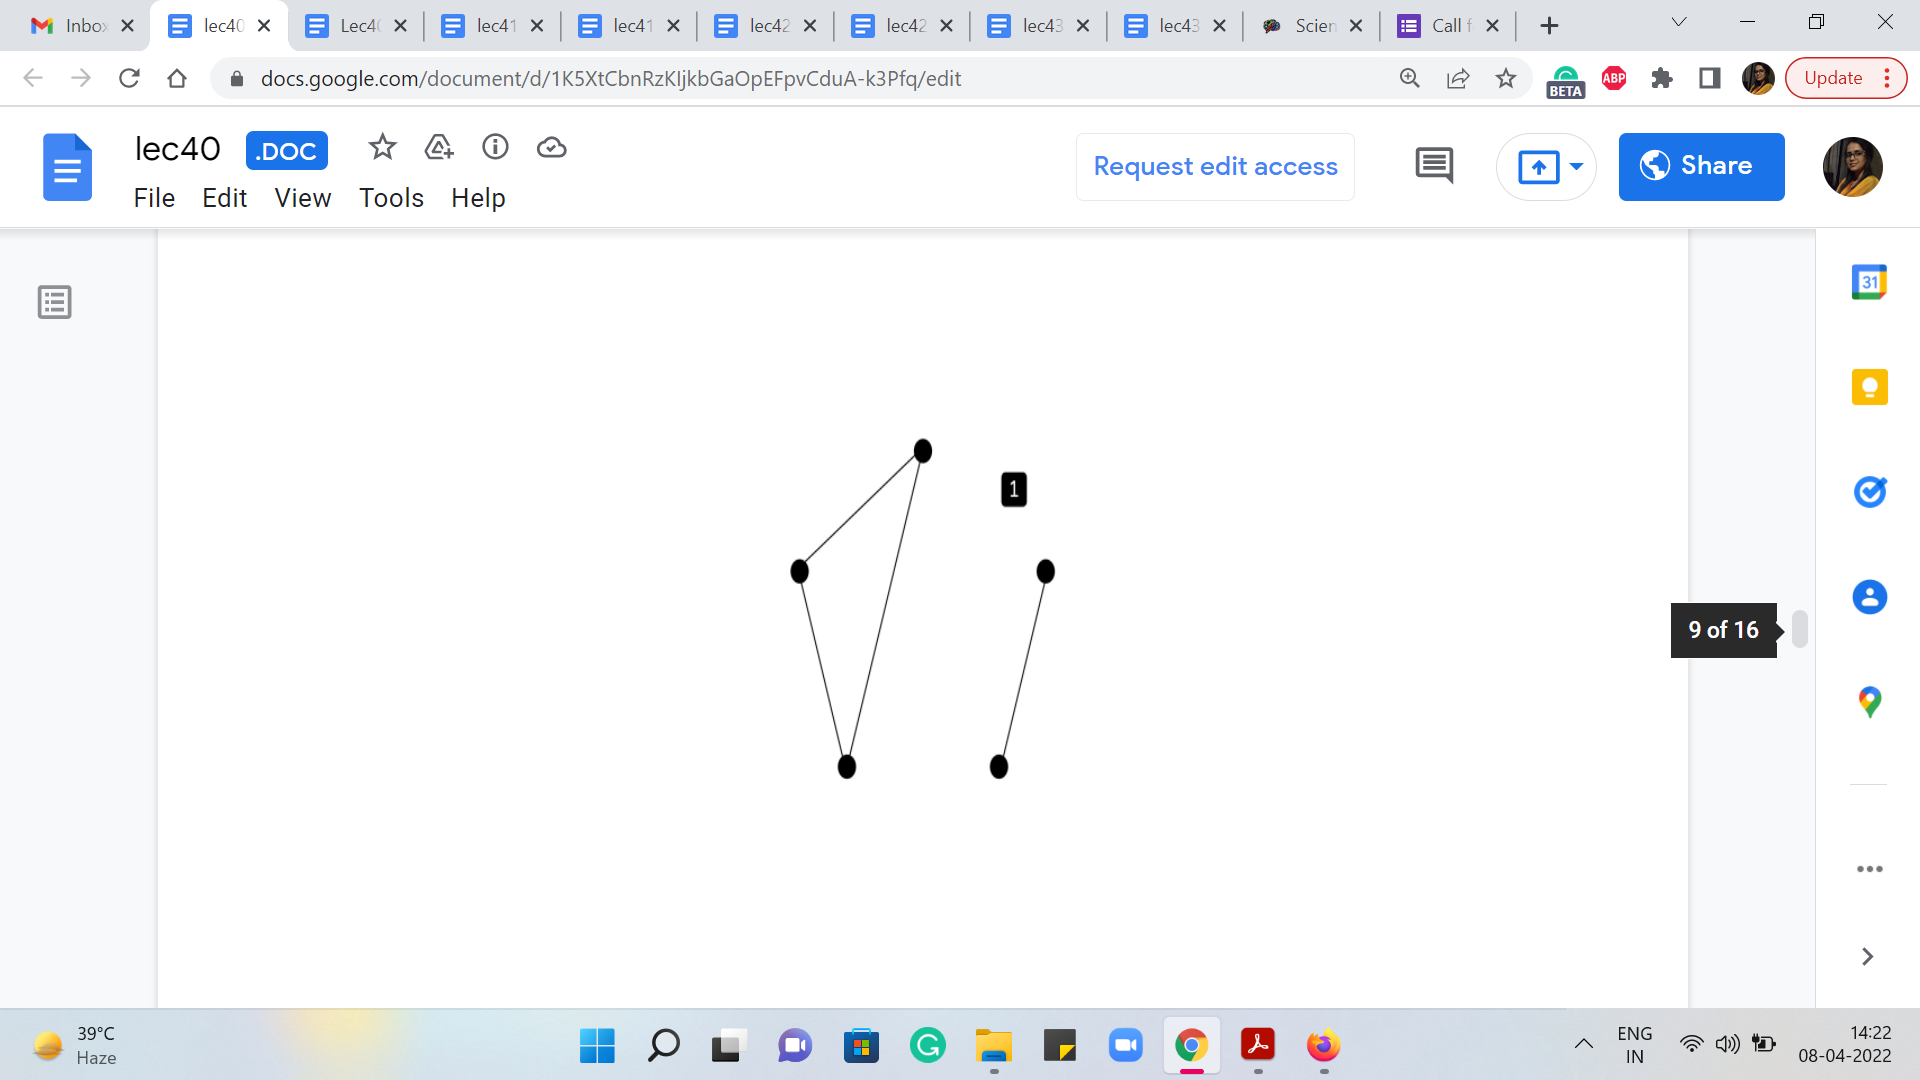 Inbox
lec40
Lec40
lec41
lec41
lec42
lec42
lec43
lec43
Scien
Call f
docs.google.com/document/d/1K5XtCbnRzKIjkbGaOpEFpvCduA-k3Pfq/edit
BETA
ABP
Update
lec40 .DOC
Request edit access
Share
File Edit View Tools Help
31
1
9 of 16
39°C
Haze
ENG
IN
14:22
08-04-2022